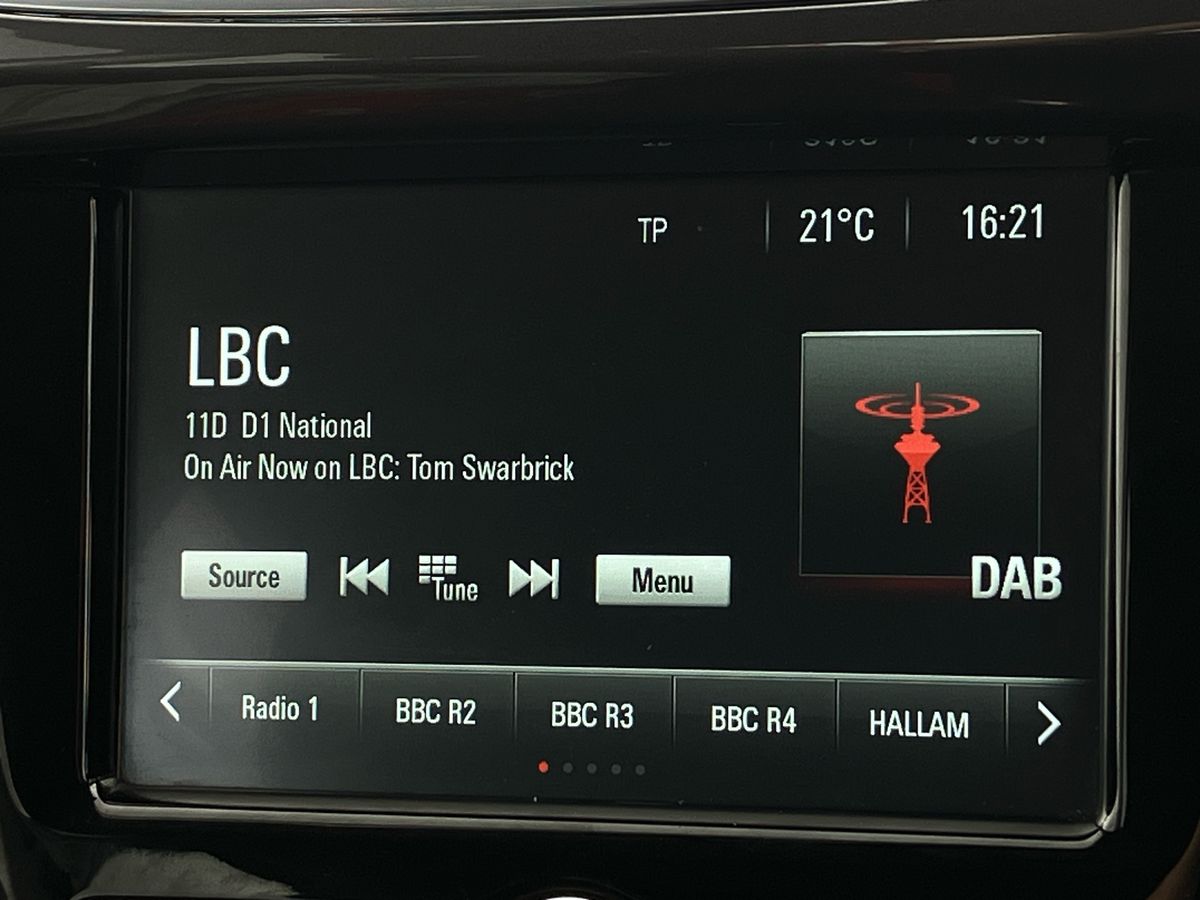 TP 21°C 16:21
LBC
11D D1 National
On Air Now on LBC: Tom Swarbrick
DAB
Source Tune Menu
Radio 1 BBC R2 BBC R3 BBC R4 HALLAM